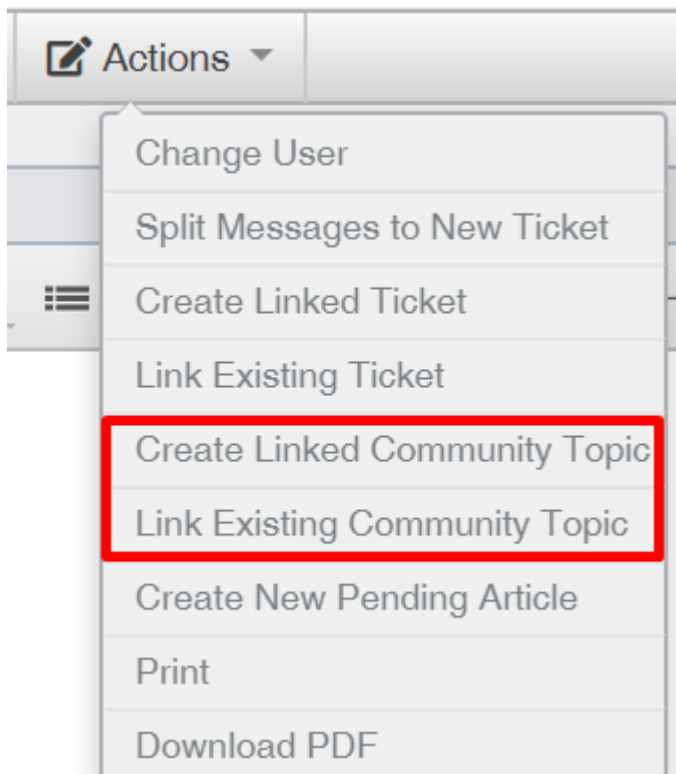 Actions
Change User
Split Messages to New Ticket
Create Linked Ticket
Link Existing Ticket
Create Linked Community Topic
Link Existing Community Topic
Create New Pending Article
Print
Download PDF